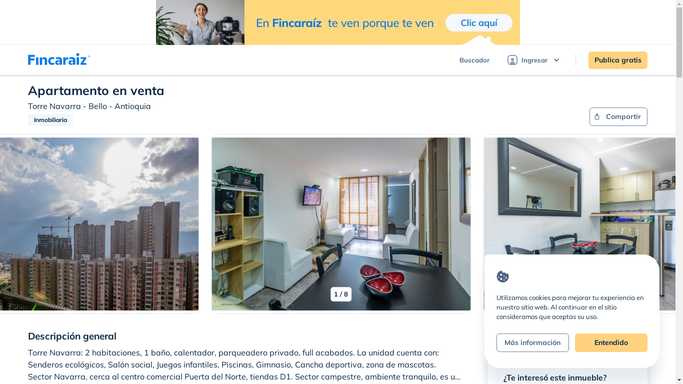 En Fincaraíz te ven porque te ven
Clic aquí
Fincaraiz
Buscador
Ingresar
Publica gratis
Apartamento en venta
Torre Navarra - Bello - Antioquia
Inmobiliaria
Compartir
1 / 8
Utilizamos cookies para mejorar tu experiencia en
nuestro sitio web. Al continuar en el sitio
consideramos que aceptas su uso.
Más información
Entendido
Descripción general
Torre Navarra: 2 habitaciones, 1 baño, calentador, parqueadero privado, full acabados. La unidad cuenta con:
Senderos ecológicos, Salón social, Juegos infantiles, Piscinas, Gimnasio, Cancha deportiva, zona de mascotas.
Sector Navarra, cerca al centro comercial Puerta del Norte, tiendas D1. Sector campestre, ambiente tranquilo, es u...
¿Te interesó este inmueble?